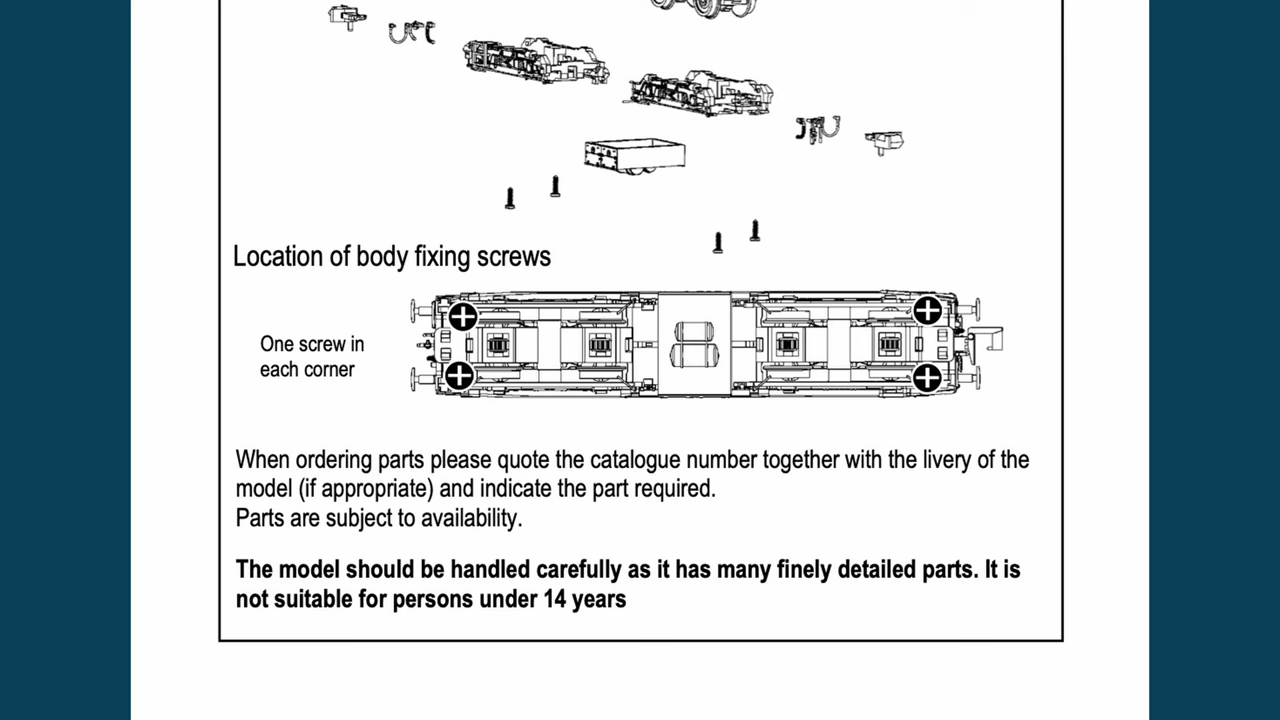 Location of body fixing screws
One screw in
each corner
When ordering parts please quote the catalogue number together with the livery of the
model (if appropriate) and indicate the part required.
Parts are subject to availability.
The model should be handled carefully as it has many finely detailed parts. It is
not suitable for persons under 14 years